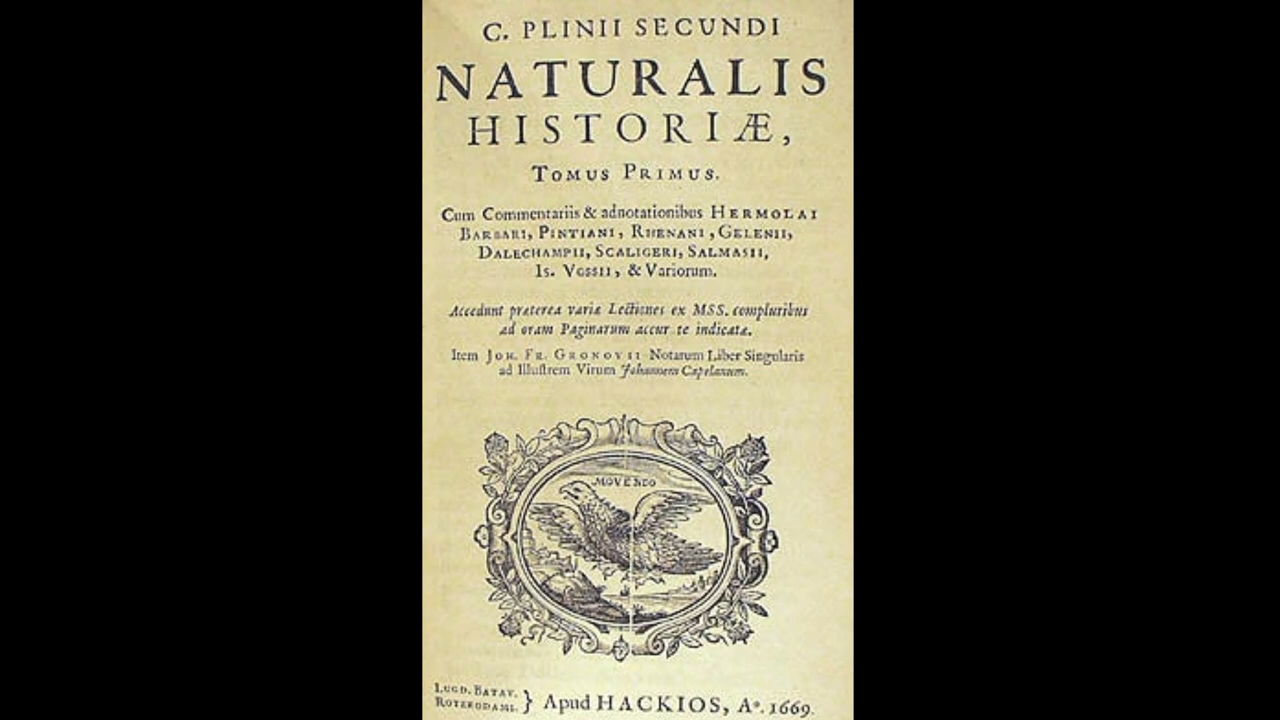 C. PLINII SECUNDI
NATURALIS
HISTORIÆ,
TOMUS PRIMUS.
Cum Commentariis & adnotationibus HERMOLAI
BARBARI, PINTIANI, RHENANI, GELENII,
DALECHAMPII, SCALIGERI, SALMASII,
Is. VOSSII, & Variorum.
Accedunt præterea variæ Lectiones ex MSS. compluribus
ad oram Paginarum accur te indicatæ.
Item JOH. FR. GRONOVII Notarum Liber Singularis
ad Illustrem Virum Johannem Capelanum.
MOVENDO
LUGD. BATAV.
ROTERODAMI. } Apud HACKIOS, Aº. 1669.